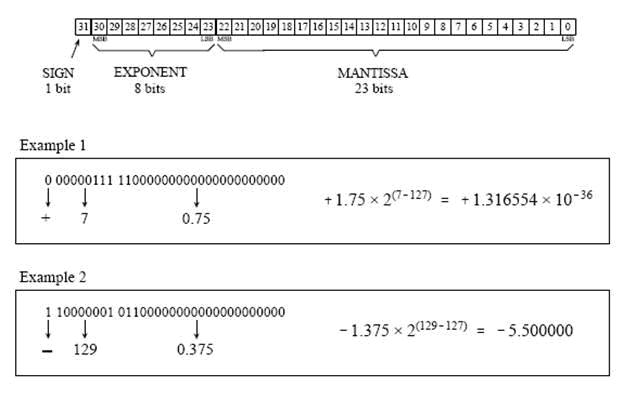 31 30 29 28 27 26 25 24 23 22 21 20 19 18 17 16 15 14 13 12 11 10 9 8 7 6 5 4 3 2 1 0
MSB LSB MSB LSB
SIGN EXPONENT MANTISSA
1 bit 8 bits 23 bits
Example 1
0 00000111 11000000000000000000000
+ 7 0.75
+1.75 × 2^(7−127) = +1.316554 × 10^−36
Example 2
1 10000001 01100000000000000000000
− 129 0.375
−1.375 × 2^(129−127) = −5.500000